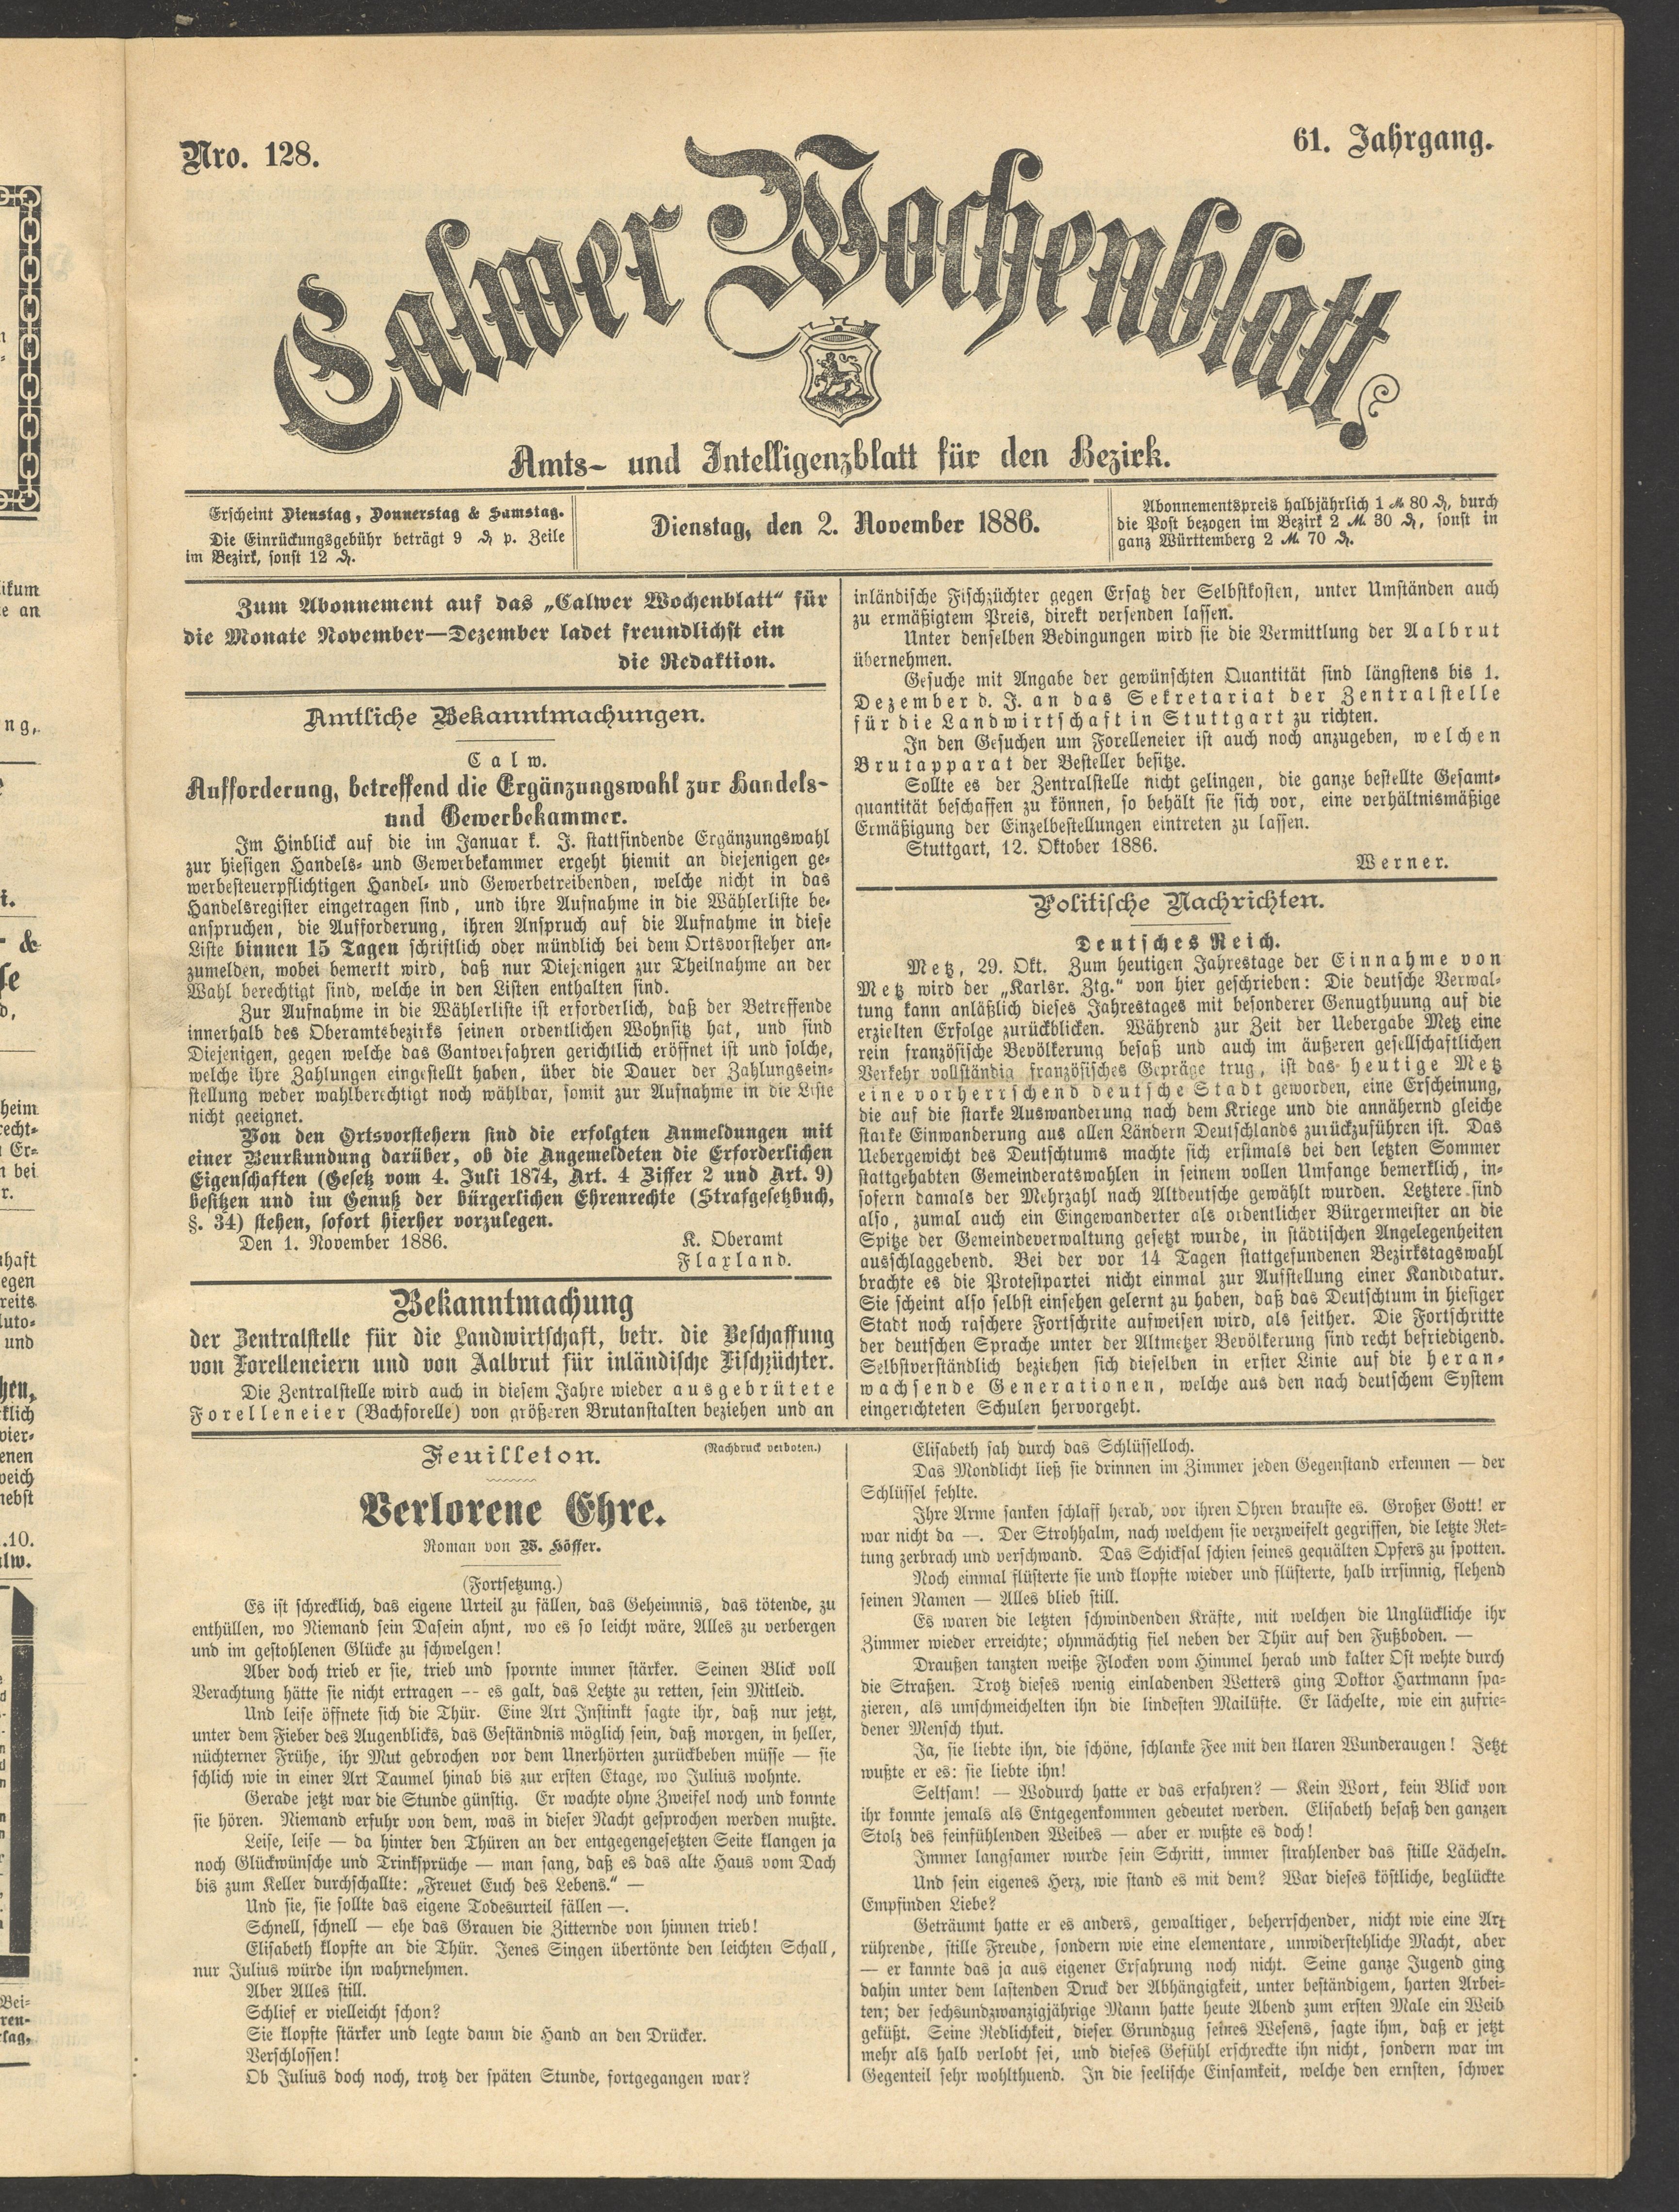 Nro. 128.
61. Jahrgang.
Calwer Wochenblatt
Amts- und Intelligenzblatt für den Bezirk.
Erscheint Dienstag, Donnerstag & Samstag.
Die Einrückungsgebühr beträgt 9 ₰ p. Zeile
im Bezirk, sonst 12 ₰.
Dienstag, den 2. November 1886.
Abonnementspreis halbjährlich 1 ℳ 80 ₰, durch
die Post bezogen im Bezirk 2 ℳ 30 ₰, sonst in
ganz Württemberg 2 ℳ 70 ₰.
Zum Abonnement auf das „Calwer Wochenblatt“ für
die Monate November—Dezember ladet freundlichst ein
die Redaktion.
Amtliche Bekanntmachungen.
Calw.
Aufforderung, betreffend die Ergänzungswahl zur Handels-
und Gewerbekammer.
Im Hinblick auf die im Januar k. J. stattfindende Ergänzungswahl
zur hiesigen Handels- und Gewerbekammer ergeht hiemit an diejenigen ge-
werbesteuerpflichtigen Handel- und Gewerbetreibenden, welche nicht in das
Handelsregister eingetragen sind, und ihre Aufnahme in die Wählerliste be-
anspruchen, die Aufforderung, ihren Anspruch auf die Aufnahme in diese
Liste binnen 15 Tagen schriftlich oder mündlich bei dem Ortsvorsteher an-
zumelden, wobei bemerkt wird, daß nur Diejenigen zur Theilnahme an der
Wahl berechtigt sind, welche in den Listen enthalten sind.
Zur Aufnahme in die Wählerliste ist erforderlich, daß der Betreffende
innerhalb des Oberamtsbezirks seinen ordentlichen Wohnsitz hat, und sind
Diejenigen, gegen welche das Gantverfahren gerichtlich eröffnet ist und solche,
welche ihre Zahlungen eingestellt haben, über die Dauer der Zahlungsein-
stellung weder wahlberechtigt noch wählbar, somit zur Aufnahme in die Liste
nicht geeignet.
Von den Ortsvorstehern sind die erfolgten Anmeldungen mit
einer Beurkundung darüber, ob die Angemeldeten die Erforderlichen
Eigenschaften (Gesetz vom 4. Juli 1874, Art. 4 Ziffer 2 und Art. 9)
besitzen und im Genuß der bürgerlichen Ehrenrechte (Strafgesetzbuch,
§. 34) stehen, sofort hierher vorzulegen.
Den 1. November 1886.
K. Oberamt
Flaxland.
Bekanntmachung
der Zentralstelle für die Landwirtschaft, betr. die Beschaffung
von Forelleneiern und von Aalbrut für inländische Fischzüchter.
Die Zentralstelle wird auch in diesem Jahre wieder ausgebrütete
Forelleneier (Bachforelle) von größeren Brutanstalten beziehen und an
inländische Fischzüchter gegen Ersatz der Selbstkosten, unter Umständen auch
zu ermäßigtem Preis, direkt versenden lassen.
Unter denselben Bedingungen wird sie die Vermittlung der Aalbrut
übernehmen.
Gesuche mit Angabe der gewünschten Quantität sind längstens bis 1.
Dezember d. J. an das Sekretariat der Zentralstelle
für die Landwirtschaft in Stuttgart zu richten.
In den Gesuchen um Forelleneier ist auch noch anzugeben, welchen
Brutapparat der Besteller besitze.
Sollte es der Zentralstelle nicht gelingen, die ganze bestellte Gesamt-
quantität beschaffen zu können, so behält sie sich vor, eine verhältnismäßige
Ermäßigung der Einzelbestellungen eintreten zu lassen.
Stuttgart, 12. Oktober 1886.
Werner.
Politische Nachrichten.
Deutsches Reich.
Metz, 29. Okt. Zum heutigen Jahrestage der Einnahme von
Metz wird der „Karlsr. Ztg.“ von hier geschrieben: Die deutsche Verwal-
tung kann anläßlich dieses Jahrestages mit besonderer Genugthuung auf die
erzielten Erfolge zurückblicken. Während zur Zeit der Uebergabe Metz eine
rein französische Bevölkerung besaß und auch im äußeren gesellschaftlichen
Verkehr vollständig französisches Gepräge trug, ist das heutige Metz
eine vorherrschend deutsche Stadt geworden, eine Erscheinung,
die auf die starke Auswanderung nach dem Kriege und die annähernd gleiche
starke Einwanderung aus allen Ländern Deutschlands zurückzuführen ist. Das
Uebergewicht des Deutschtums machte sich erstmals bei den letzten Sommer
stattgehabten Gemeinderatswahlen in seinem vollen Umfange bemerklich, in-
sofern damals der Mehrzahl nach Altdeutsche gewählt wurden. Letztere sind
also, zumal auch ein Eingewanderter als ordentlicher Bürgermeister an die
Spitze der Gemeindeverwaltung gesetzt wurde, in städtischen Angelegenheiten
ausschlaggebend. Bei der vor 14 Tagen stattgefundenen Bezirkstagswahl
brachte es die Protestpartei nicht einmal zur Aufstellung einer Kandidatur.
Sie scheint also selbst einsehen gelernt zu haben, daß das Deutschtum in hiesiger
Stadt noch raschere Fortschritte aufweisen wird, als seither. Die Fortschritte
der deutschen Sprache unter der Altmetzer Bevölkerung sind recht befriedigend.
Selbstverständlich beziehen sich dieselben in erster Linie auf die heran-
wachsende Generationen, welche aus den nach deutschem System
eingerichteten Schulen hervorgeht.
Feuilleton.
(Nachdruck verboten.)
Verlorene Ehre.
Roman von W. Höffer.
(Fortsetzung.)
Es ist schrecklich, das eigene Urteil zu fällen, das Geheimnis, das tötende, zu
enthüllen, wo Niemand sein Dasein ahnt, wo es so leicht wäre, Alles zu verbergen
und im gestohlenen Glücke zu schwelgen!
Aber doch trieb er sie, trieb und spornte immer stärker. Seinen Blick voll
Verachtung hätte sie nicht ertragen -- es galt, das Letzte zu retten, sein Mitleid.
Und leise öffnete sich die Thür. Eine Art Instinkt sagte ihr, daß nur jetzt,
unter dem Fieber des Augenblicks, das Geständnis möglich sein, daß morgen, in heller,
nüchterner Frühe, ihr Mut gebrochen vor dem Unerhörten zurückbeben müsse — sie
schlich wie in einer Art Taumel hinab bis zur ersten Etage, wo Julius wohnte.
Gerade jetzt war die Stunde günstig. Er wachte ohne Zweifel noch und konnte
sie hören. Niemand erfuhr von dem, was in dieser Nacht gesprochen werden mußte.
Leise, leise — da hinter den Thüren an der entgegengesetzten Seite klangen ja
noch Glückwünsche und Trinksprüche — man sang, daß es das alte Haus vom Dach
bis zum Keller durchschallte: „Freuet Euch des Lebens.“ —
Und sie, sie sollte das eigene Todesurteil fällen —.
Schnell, schnell — ehe das Grauen die Zitternde von hinnen trieb!
Elisabeth klopfte an die Thür. Jenes Singen übertönte den leichten Schall,
nur Julius würde ihn wahrnehmen.
Aber Alles still.
Schlief er vielleicht schon?
Sie klopfte stärker und legte dann die Hand an den Drücker.
Verschlossen!
Ob Julius doch noch, trotz der späten Stunde, fortgegangen war?
Elisabeth sah durch das Schlüsselloch.
Das Mondlicht ließ sie drinnen im Zimmer jeden Gegenstand erkennen — der
Schlüssel fehlte.
Ihre Arme sanken schlaff herab, vor ihren Ohren brauste es. Großer Gott! er
war nicht da —. Der Strohhalm, nach welchem sie verzweifelt gegriffen, die letzte Ret-
tung zerbrach und verschwand. Das Schicksal schien seines gequälten Opfers zu spotten.
Noch einmal flüsterte sie und klopfte wieder und flüsterte, halb irrsinnig, flehend
seinen Namen — Alles blieb still.
Es waren die letzten schwindenden Kräfte, mit welchen die Unglückliche ihr
Zimmer wieder erreichte; ohnmächtig fiel neben der Thür auf den Fußboden. —
Draußen tanzten weiße Flocken vom Himmel herab und kalter Ost wehte durch
die Straßen. Trotz dieses wenig einladenden Wetters ging Doktor Hartmann spa-
zieren, als umschmeichelten ihn die lindesten Mailüfte. Er lächelte, wie ein zufrie-
dener Mensch thut.
Ja, sie liebte ihn, die schöne, schlanke Fee mit den klaren Wunderaugen! Jetzt
wußte er es: sie liebte ihn!
Seltsam! — Wodurch hatte er das erfahren? — Kein Wort, kein Blick von
ihr konnte jemals als Entgegenkommen gedeutet werden. Elisabeth besaß den ganzen
Stolz des feinfühlenden Weibes — aber er wußte es doch!
Immer langsamer wurde sein Schritt, immer strahlender das stille Lächeln.
Und sein eigenes Herz, wie stand es mit dem? War dieses köstliche, beglückte
Empfinden Liebe?
Geträumt hatte er es anders, gewaltiger, beherrschender, nicht wie eine Art
rührende, stille Freude, sondern wie eine elementare, unwiderstehliche Macht, aber
— er kannte das ja aus eigener Erfahrung noch nicht. Seine ganze Jugend ging
dahin unter dem lastenden Druck der Abhängigkeit, unter beständigem, harten Arbei-
ten; der sechsundzwanzigjährige Mann hatte heute Abend zum ersten Male ein Weib
geküßt. Seine Redlichkeit, dieser Grundzug seines Wesens, sagte ihm, daß er jetzt
mehr als halb verlobt sei, und dieses Gefühl erschreckte ihn nicht, sondern war im
Gegenteil sehr wohlthuend. In die seelische Einsamkeit, welche den ernsten, schwer